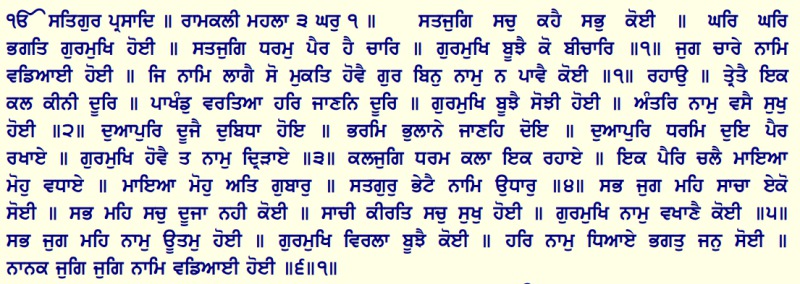 ੴ ਸਤਿਗੁਰ ਪ੍ਰਸਾਦਿ ॥ ਰਾਮਕਲੀ ਮਹਲਾ ੩ ਘਰੁ ੧ ॥ ਸਤਜੁਗਿ ਸਚੁ ਕਹੈ ਸਭੁ ਕੋਈ ॥ ਘਰਿ ਘਰਿ
ਭਗਤਿ ਗੁਰਮੁਖਿ ਹੋਈ ॥ ਸਤਜੁਗਿ ਧਰਮੁ ਪੈਰ ਹੈ ਚਾਰਿ ॥ ਗੁਰਮੁਖਿ ਬੂਝੈ ਕੋ ਬੀਚਾਰਿ ॥੧॥ ਜੁਗ ਚਾਰੇ ਨਾਮਿ
ਵਡਿਆਈ ਹੋਈ ॥ ਜਿ ਨਾਮਿ ਲਾਗੈ ਸੋ ਮੁਕਤਿ ਹੋਵੈ ਗੁਰ ਬਿਨੁ ਨਾਮੁ ਨ ਪਾਵੈ ਕੋਈ ॥੧॥ ਰਹਾਉ ॥ ਤ੍ਰੇਤੈ ਇਕ
ਕਲ ਕੀਨੀ ਦੂਰਿ ॥ ਪਾਖੰਡੁ ਵਰਤਿਆ ਹਰਿ ਜਾਣਨਿ ਦੂਰਿ ॥ ਗੁਰਮੁਖਿ ਬੂਝੈ ਸੋਝੀ ਹੋਈ ॥ ਅੰਤਰਿ ਨਾਮੁ ਵਸੈ ਸੁਖੁ
ਹੋਈ ॥੨॥ ਦੁਆਪੁਰਿ ਦੂਜੈ ਦੁਬਿਧਾ ਹੋਇ ॥ ਭਰਮਿ ਭੁਲਾਨੇ ਜਾਣਹਿ ਦੋਇ ॥ ਦੁਆਪੁਰਿ ਧਰਮਿ ਦੁਇ ਪੈਰ
ਰਖਾਏ ॥ ਗੁਰਮੁਖਿ ਹੋਵੈ ਤ ਨਾਮੁ ਦ੍ਰਿੜਾਏ ॥੩॥ ਕਲਜੁਗਿ ਧਰਮ ਕਲਾ ਇਕ ਰਹਾਏ ॥ ਇਕ ਪੈਰਿ ਚਲੈ ਮਾਇਆ
ਮੋਹੁ ਵਧਾਏ ॥ ਮਾਇਆ ਮੋਹੁ ਅਤਿ ਗੁਬਾਰੁ ॥ ਸਤਗੁਰੁ ਭੇਟੈ ਨਾਮਿ ਉਧਾਰੁ ॥੪॥ ਸਭ ਜੁਗ ਮਹਿ ਸਾਚਾ ਏਕੋ
ਸੋਈ ॥ ਸਭ ਮਹਿ ਸਚੁ ਦੂਜਾ ਨਹੀ ਕੋਈ ॥ ਸਾਚੀ ਕੀਰਤਿ ਸਚੁ ਸੁਖੁ ਹੋਈ ॥ ਗੁਰਮੁਖਿ ਨਾਮੁ ਵਖਾਣੈ ਕੋਈ ॥੫॥
ਸਭ ਜੁਗ ਮਹਿ ਨਾਮੁ ਊਤਮੁ ਹੋਈ ॥ ਗੁਰਮੁਖਿ ਵਿਰਲਾ ਬੂਝੈ ਕੋਈ ॥ ਹਰਿ ਨਾਮੁ ਧਿਆਏ ਭਗਤੁ ਜਨੁ ਸੋਈ ॥
ਨਾਨਕ ਜੁਗਿ ਜੁਗਿ ਨਾਮਿ ਵਡਿਆਈ ਹੋਈ ॥੬॥੧॥